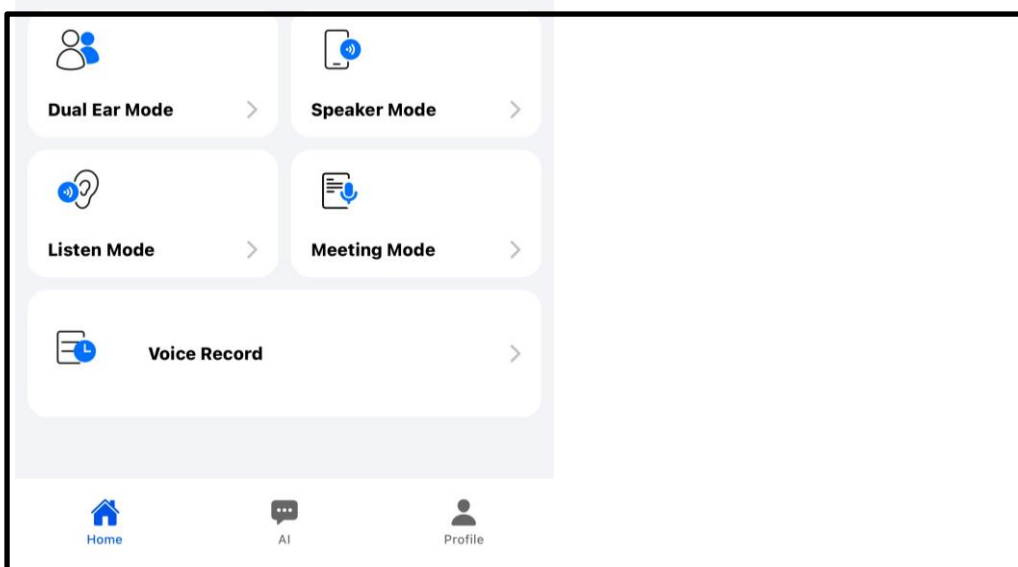 Dual Ear Mode
Speaker Mode
Listen Mode
Meeting Mode
Voice Record
Home
AI
Profile